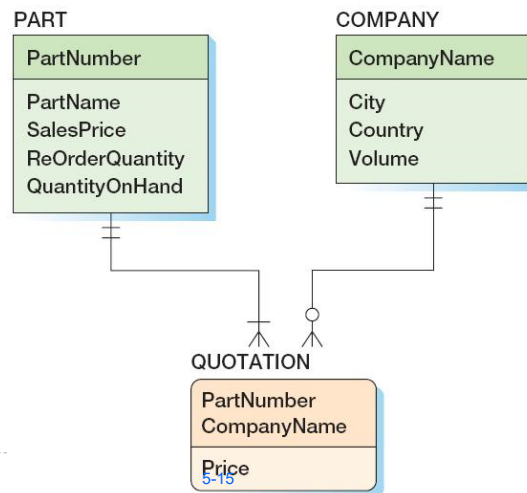 PART
PartNumber
PartName
SalesPrice
ReOrderQuantity
QuantityOnHand
COMPANY
CompanyName
City
Country
Volume
QUOTATION
PartNumber
CompanyName
Price
5-15